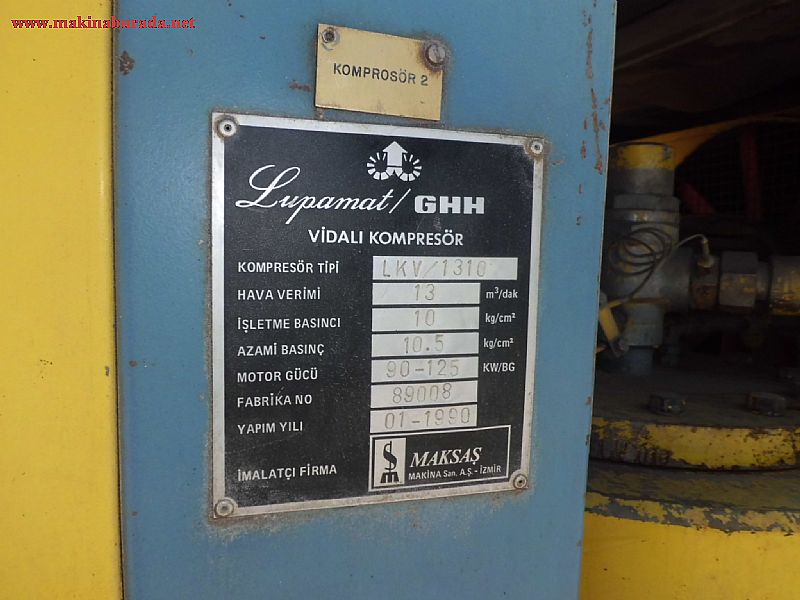 www.makinaburada.net
KOMPROSÖR 2
Lupamat/ GHH
VİDALI KOMPRESÖR
KOMPRESÖR TİPİ LKV/1310
HAVA VERİMİ 13 m³/dak
İŞLETME BASINCI 10 kg/cm²
AZAMİ BASINÇ 10.5 kg/cm²
MOTOR GÜCÜ 90-125 KW/BG
FABRİKA NO 89008
YAPIM YILI 01-1990
İMALATÇI FİRMA MAKSAŞ
MAKİNA San. A.Ş. - İZMİR